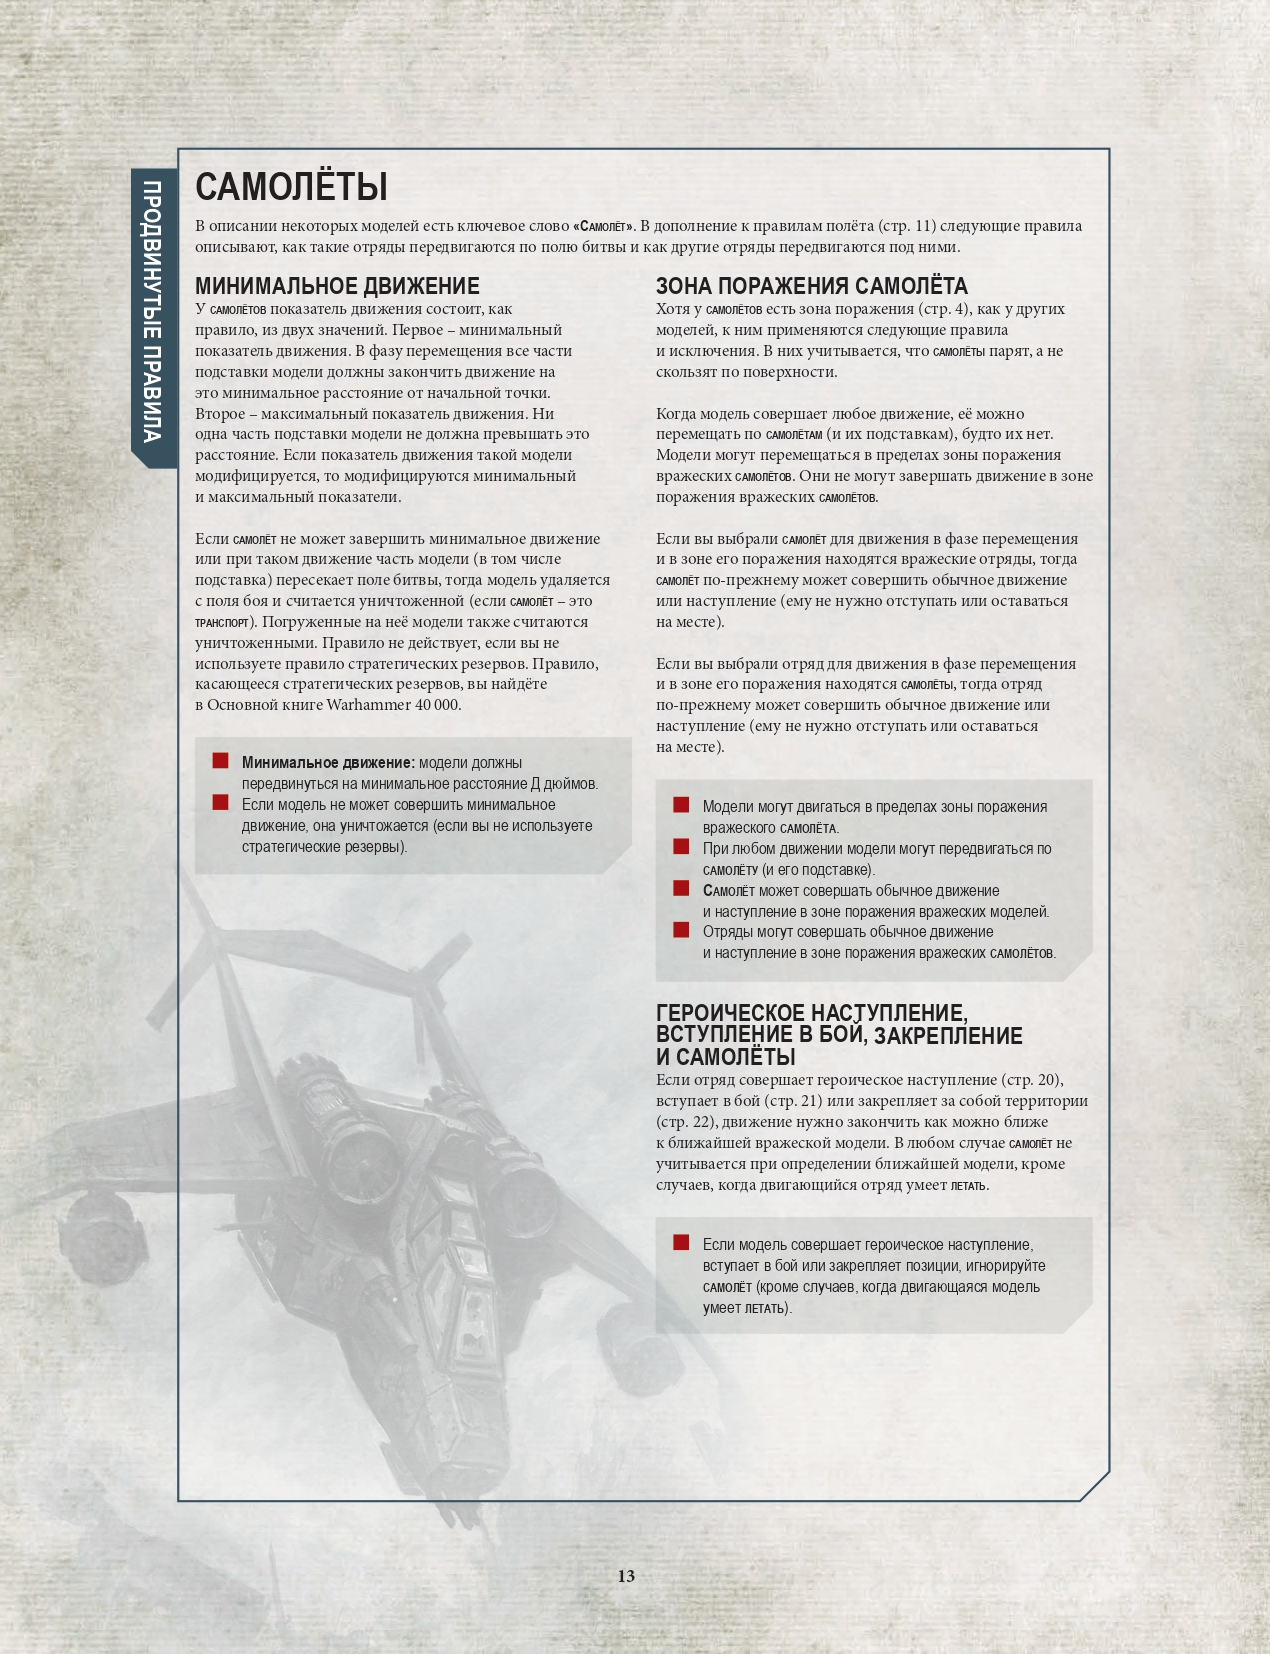 ПРОДВИНУТЫЕ ПРАВИЛА
САМОЛЁТЫ
В описании некоторых моделей есть ключевое слово «Самолёт». В дополнение к правилам полёта (стр. 11) следующие правила
описывают, как такие отряды передвигаются по полю битвы и как другие отряды передвигаются под ними.
МИНИМАЛЬНОЕ ДВИЖЕНИЕ
У самолётов показатель движения состоит, как
правило, из двух значений. Первое – минимальный
показатель движения. В фазу перемещения все части
подставки модели должны закончить движение на
это минимальное расстояние от начальной точки.
Второе – максимальный показатель движения. Ни
одна часть подставки модели не должна превышать это
расстояние. Если показатель движения такой модели
модифицируется, то модифицируются минимальный
и максимальный показатели.
Если самолёт не может завершить минимальное движение
или при таком движение часть модели (в том числе
подставка) пересекает поле битвы, тогда модель удаляется
с поля боя и считается уничтоженной (если самолёт – это
транспорт). Погруженные на неё модели также считаются
уничтоженными. Правило не действует, если вы не
используете правило стратегических резервов. Правило,
касающееся стратегических резервов, вы найдёте
в Основной книге Warhammer 40 000.
Минимальное движение: модели должны
передвинуться на минимальное расстояние Д дюймов.
Если модель не может совершить минимальное
движение, она уничтожается (если вы не используете
стратегические резервы).
ЗОНА ПОРАЖЕНИЯ САМОЛЁТА
Хотя у самолётов есть зона поражения (стр. 4), как у других
моделей, к ним применяются следующие правила
и исключения. В них учитывается, что самолёты парят, а не
скользят по поверхности.
Когда модель совершает любое движение, её можно
перемещать по самолётам (и их подставкам), будто их нет.
Модели могут перемещаться в пределах зоны поражения
вражеских самолётов. Они не могут завершать движение в зоне
поражения вражеских самолётов.
Если вы выбрали самолёт для движения в фазе перемещения
и в зоне его поражения находятся вражеские отряды, тогда
самолёт по-прежнему может совершить обычное движение
или наступление (ему не нужно отступать или оставаться
на месте).
Если вы выбрали отряд для движения в фазе перемещения
и в зоне его поражения находятся самолёты, тогда отряд
по-прежнему может совершить обычное движение или
наступление (ему не нужно отступать или оставаться
на месте).
Модели могут двигаться в пределах зоны поражения
вражеского самолёта.
При любом движении модели могут передвигаться по
самолёту (и его подставке).
Самолёт может совершать обычное движение
и наступление в зоне поражения вражеских моделей.
Отряды могут совершать обычное движение
и наступление в зоне поражения вражеских самолётов.
ГЕРОИЧЕСКОЕ НАСТУПЛЕНИЕ,
ВСТУПЛЕНИЕ В БОЙ, ЗАКРЕПЛЕНИЕ
И САМОЛЁТЫ
Если отряд совершает героическое наступление (стр. 20),
вступает в бой (стр. 21) или закрепляет за собой территории
(стр. 22), движение нужно закончить как можно ближе
к ближайшей вражеской модели. В любом случае самолёт не
учитывается при определении ближайшей модели, кроме
случаев, когда двигающийся отряд умеет летать.
Если модель совершает героическое наступление,
вступает в бой или закрепляет позиции, игнорируйте
самолёт (кроме случаев, когда двигающаяся модель
умеет летать).
13